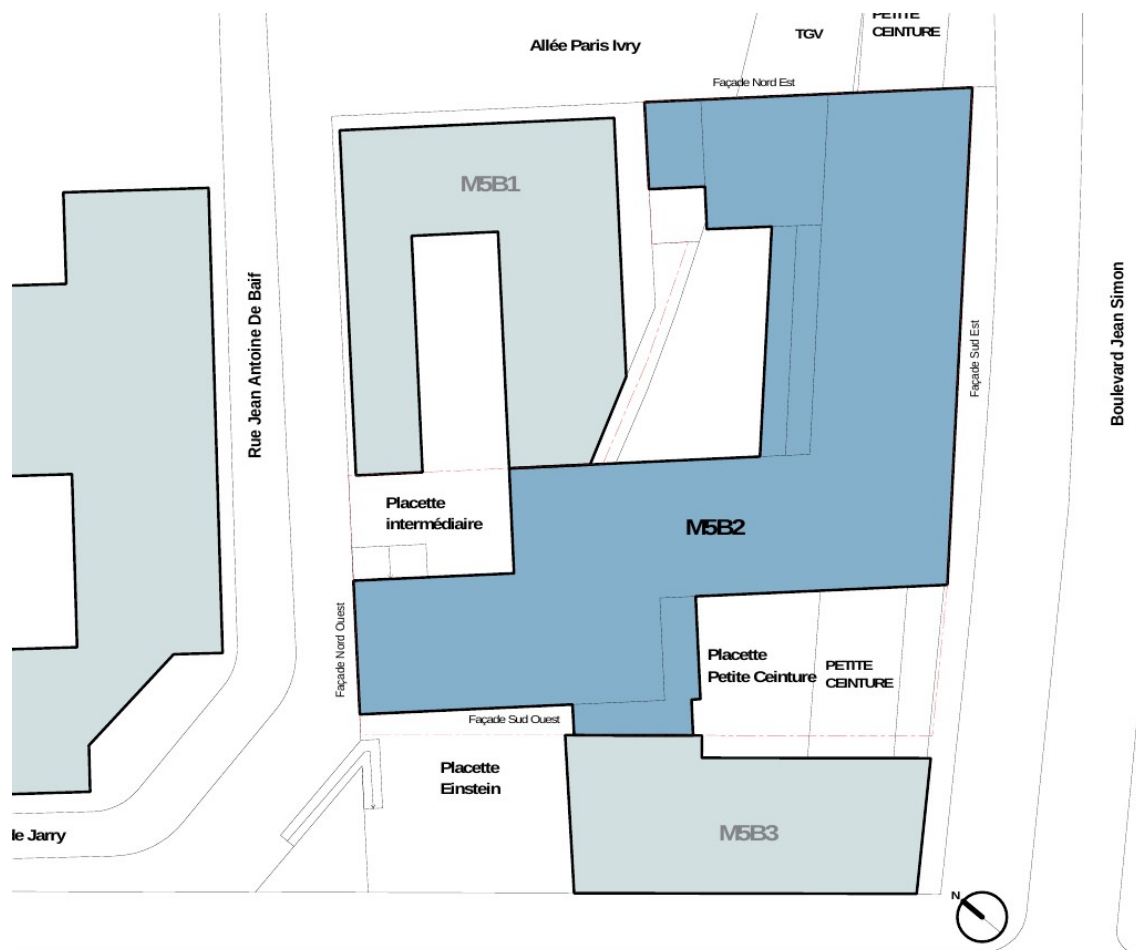 PETITE
CEINTURE
TGV
Allée Paris Ivry
Façade Nord Est
M5B1
Rue Jean Antoine De Baif
Boulevard Jean Simon
Façade Sud Est
Placette
intermédiaire
M5B2
Façade Nord Ouest
Placette
Petite Ceinture
PETITE
CEINTURE
Façade Sud Ouest
Placette
Einstein
M5B3
de Jarry
N